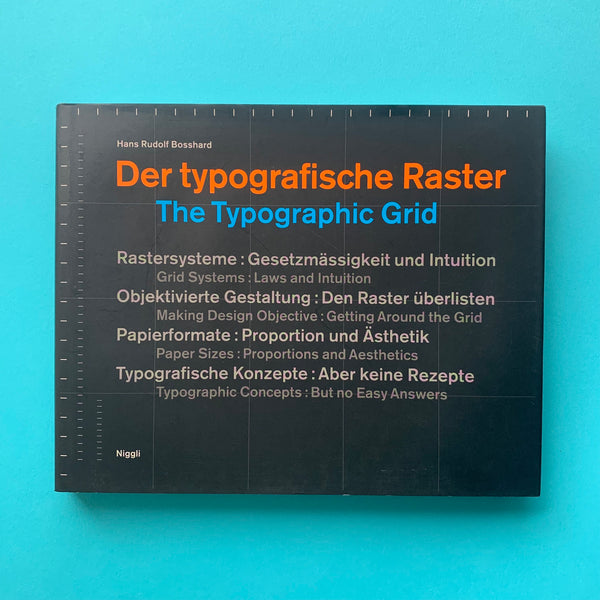 Hans Rudolf Bosshard
Der typografische Raster
The Typographic Grid
Rastersysteme : Gesetzmässigkeit und Intuition
Grid Systems : Laws and Intuition
Objektivierte Gestaltung : Den Raster überlisten
Making Design Objective : Getting Around the Grid
Papierformate : Proportion und Ästhetik
Paper Sizes : Proportions and Aesthetics
Typografische Konzepte : Aber keine Rezepte
Typographic Concepts : But no Easy Answers
Niggli